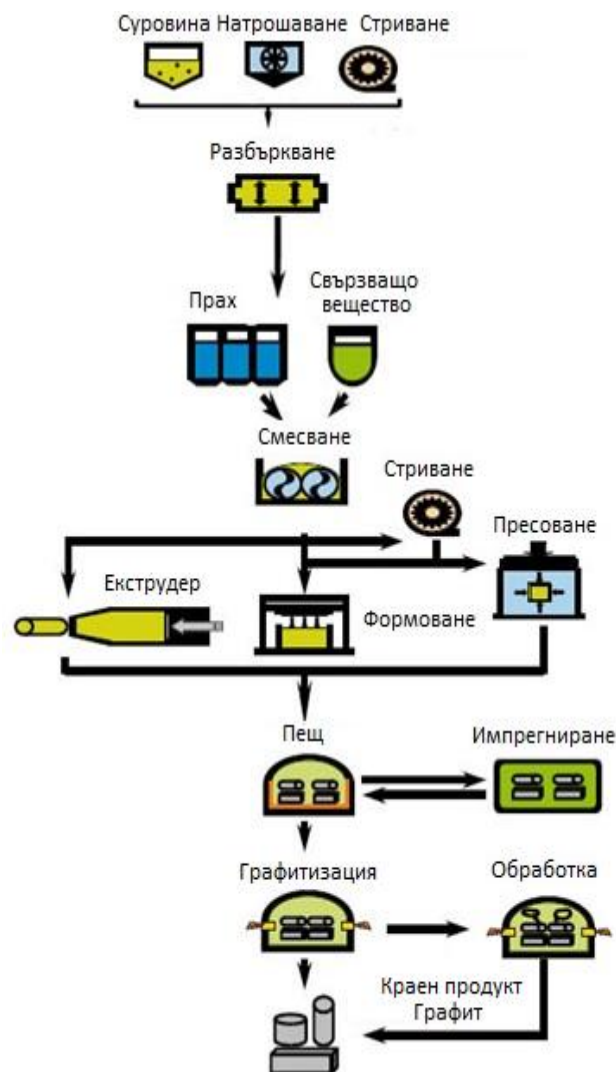 Суровина Натрошаване Стриване
Разбъркване
Прах
Свързващо
вещество
Смесване
Стриване
Пресоване
Екструдер
Формоване
Пещ
Импрегниране
Графитизация
Обработка
Краен продукт
Графит